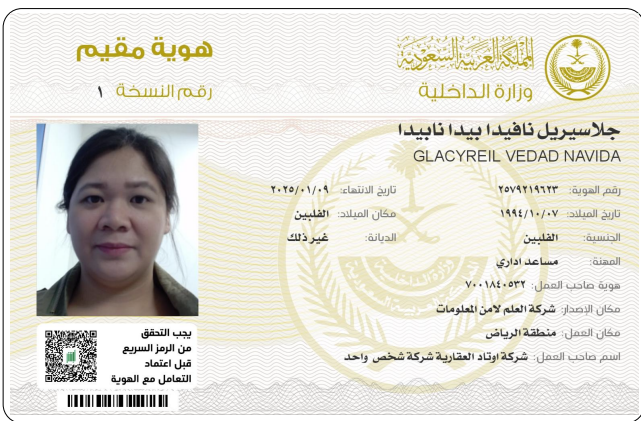 هوية مقيم
المملكة العربية السعودية
رقم النسخة ١
وزارة الداخلية
جلاسيريل نافيدا بيدا نابيدا
GLACYREIL VEDAD NAVIDA
رقم الهوية: ٢٥٧٩٢١٩٦٢٣ تاريخ الانتهاء: ٢٠٢٥/٠١/٠٩
تاريخ الميلاد: ١٩٩٤/١٠/٠٧ مكان الميلاد: الفلبين
الجنسية: الفلبين الديانة: غير ذلك
المهنة: مساعد اداري
هوية صاحب العمل: ٧٠٠١٨٤٠٥٣٢
مكان الإصدار: شركة العلم لامن المعلومات
مكان العمل: منطقة الرياض
اسم صاحب العمل: شركة اوتاد العقارية شركة شخص واحد
يجب التحقق
من الرمز السريع
قبل اعتماد
التعامل مع الهوية